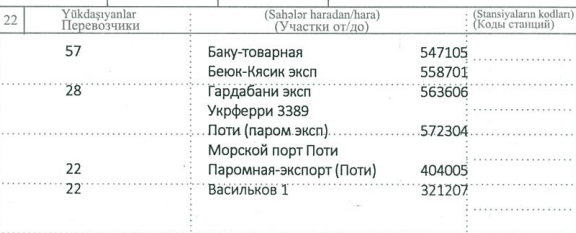 22 Yükdaşıyanlar (Sahələr haradan/hara) (Stansiyaların kodları)
Перевозчики (Участки от/до) (Коды станций)
57 Баку-товарная 547105
Беюк-Кясик эксп 558701
28 Гардабани эксп 563606
Укрферри 3389
Поти (паром эксп) 572304
Морской порт Поти
22 Паромная-экспорт (Поти) 404005
22 Васильков 1 321207